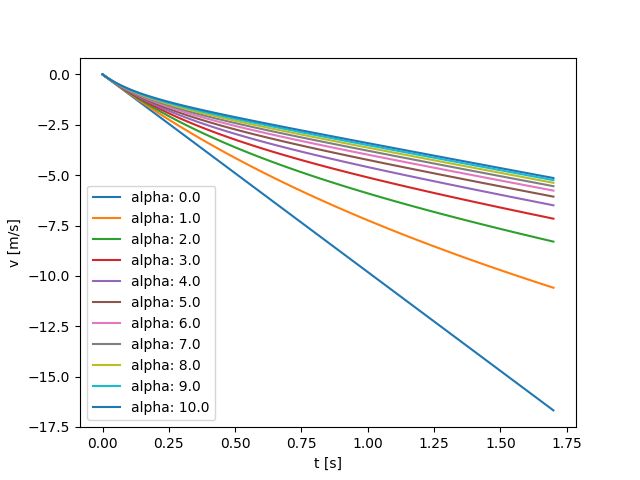 0.0
−2.5
−5.0
−7.5
−10.0
−12.5
−15.0
−17.5
v [m/s]
alpha: 0.0
alpha: 1.0
alpha: 2.0
alpha: 3.0
alpha: 4.0
alpha: 5.0
alpha: 6.0
alpha: 7.0
alpha: 8.0
alpha: 9.0
alpha: 10.0
0.00 0.25 0.50 0.75 1.00 1.25 1.50 1.75
t [s]